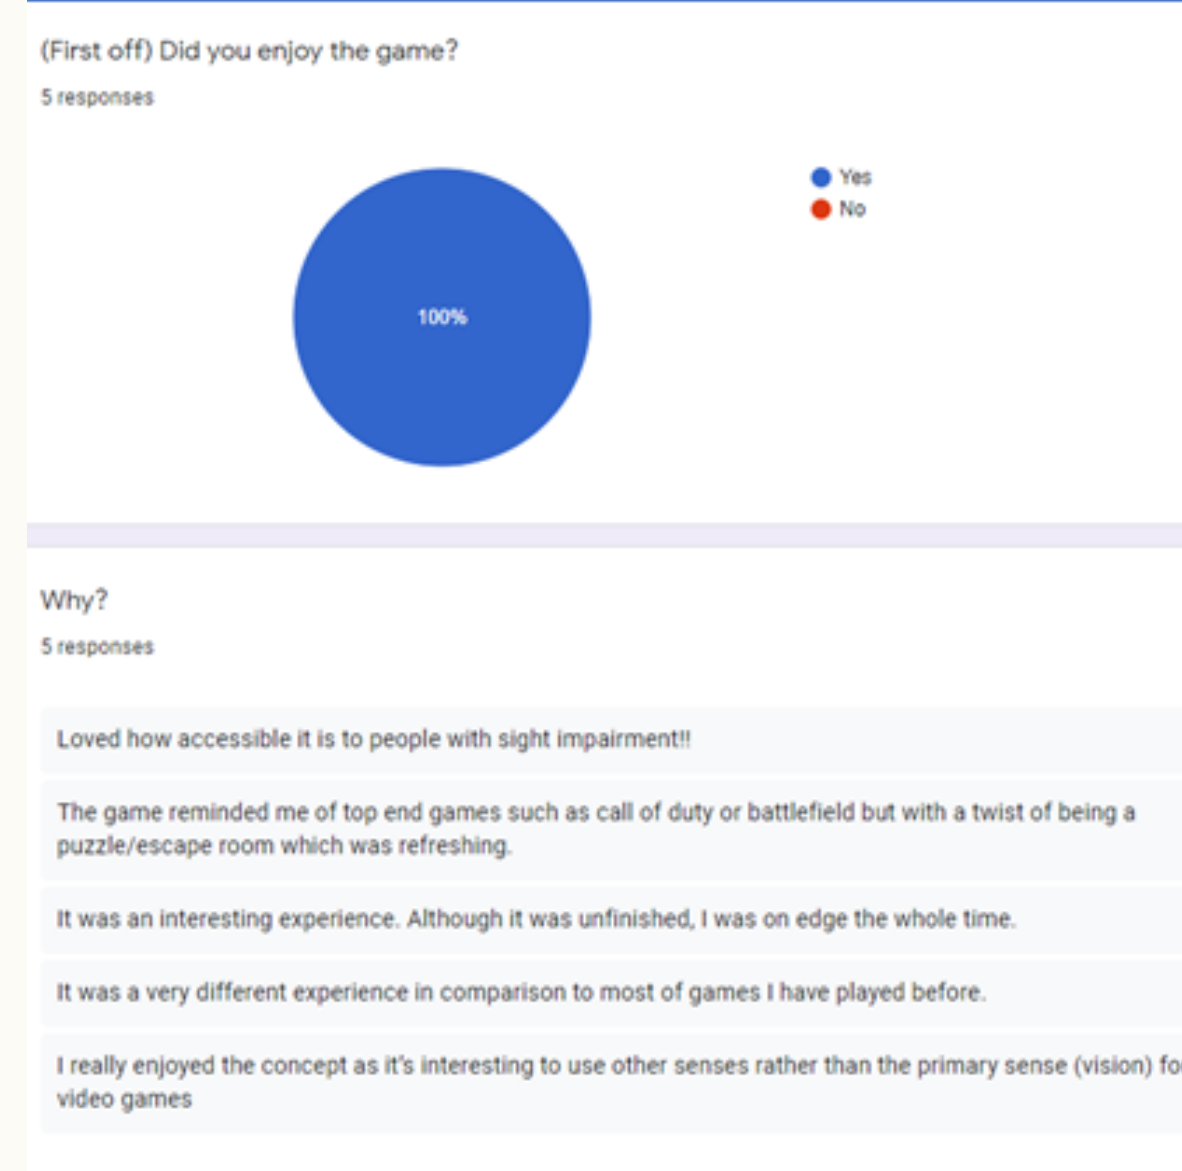 (First off) Did you enjoy the game?
5 responses
Yes
No
100%
Why?
5 responses
Loved how accessible it is to people with sight impairment!!
The game reminded me of top end games such as call of duty or battlefield but with a twist of being a
puzzle/escape room which was refreshing.
It was an interesting experience. Although it was unfinished, I was on edge the whole time.
It was a very different experience in comparison to most of games I have played before.
I really enjoyed the concept as it's interesting to use other senses rather than the primary sense (vision)
video games